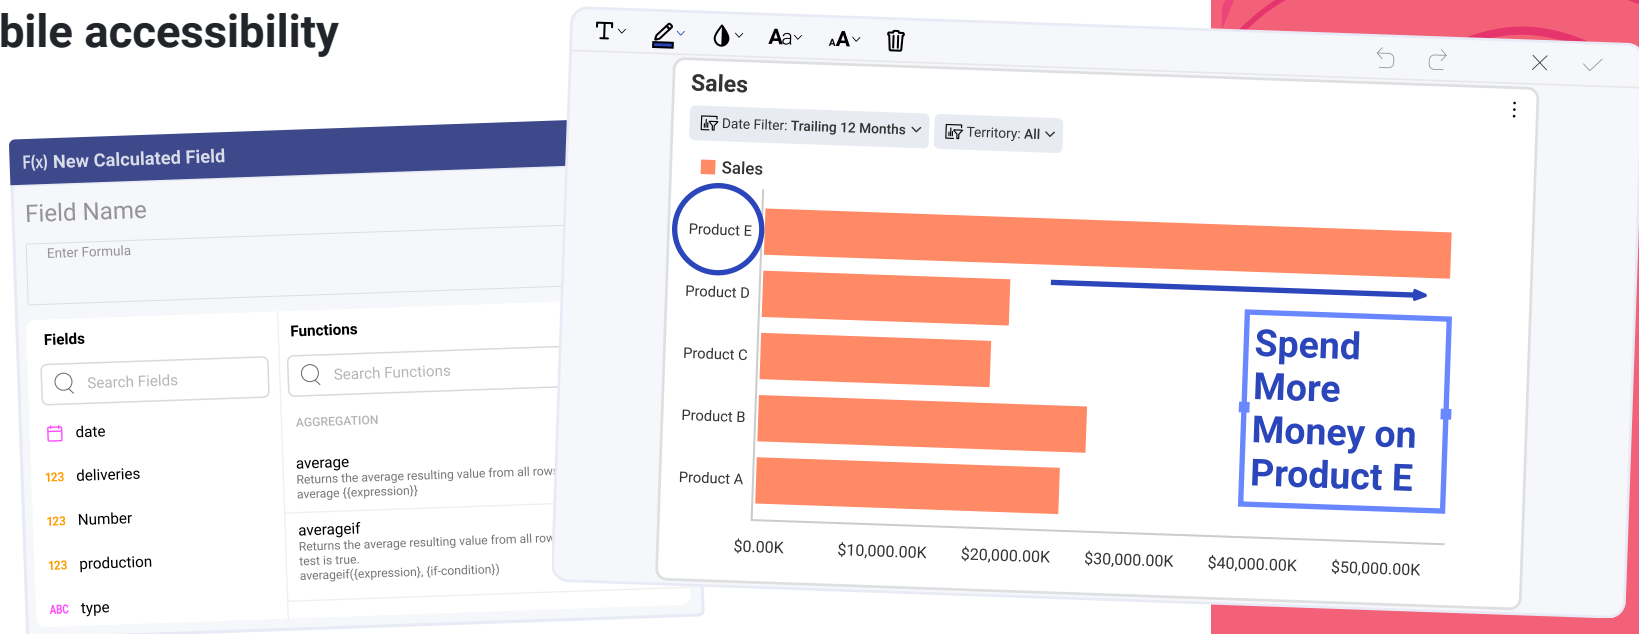 bile accessibility
F(x) New Calculated Field
Field Name
Enter Formula
Fields
Search Fields
date
123 deliveries
123 Number
123 production
ABC type
Functions
Search Functions
AGGREGATION
average
Returns the average resulting value from all rows
average {{expression}}
averageif
Returns the average resulting value from all row
test is true.
averageif({expression}, {if-condition})
T
Aa
AA
Sales
Date Filter: Trailing 12 Months
Territory: All
Sales
Product E
Product D
Product C
Product B
Product A
$0.00K $10,000.00K $20,000.00K $30,000.00K $40,000.00K $50,000.00K
Spend
More
Money on
Product E